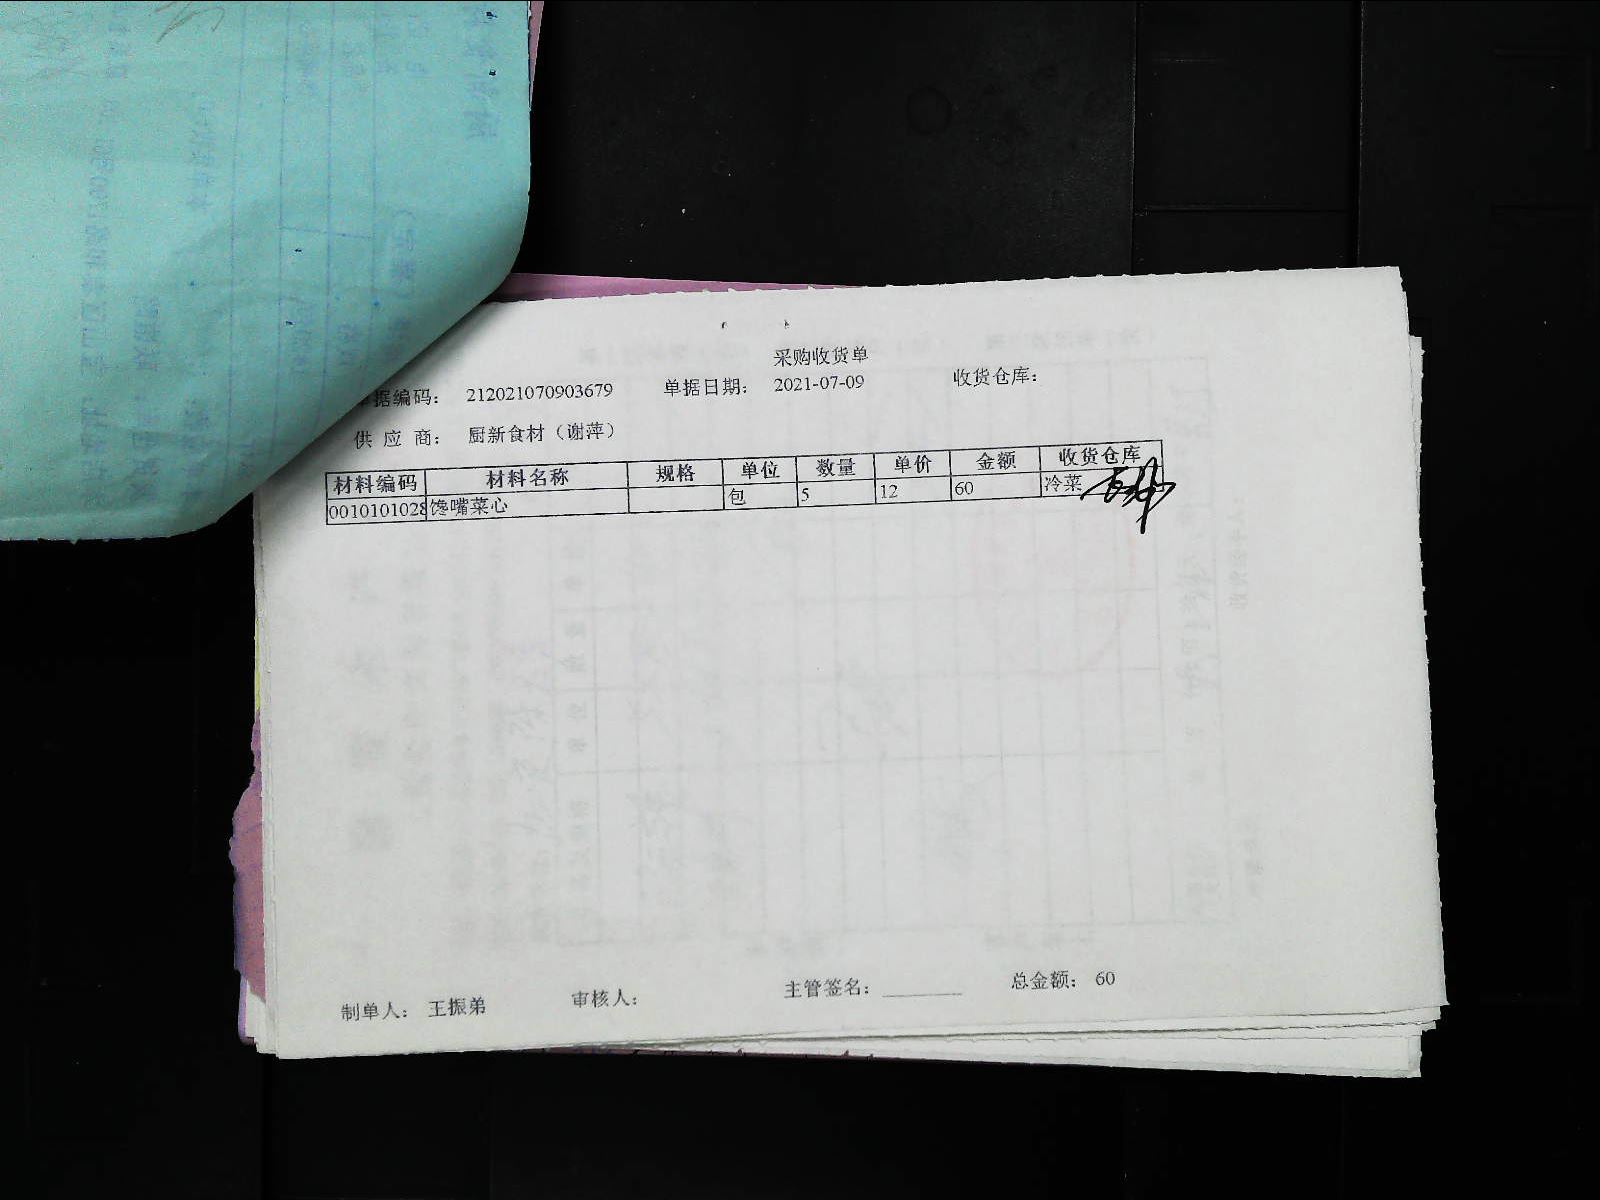 采购收货单
据编码： 212021070903679 单据日期： 2021-07-09 收货仓库：
供 应 商： 厨新食材（谢萍）
材料编码 材料名称 规格 单位 数量 单价 金额 收货仓库
0010101028 馋嘴菜心 包 5 12 60 冷菜
制单人： 王振弟 审核人： 主管签名： ________ 总金额： 60